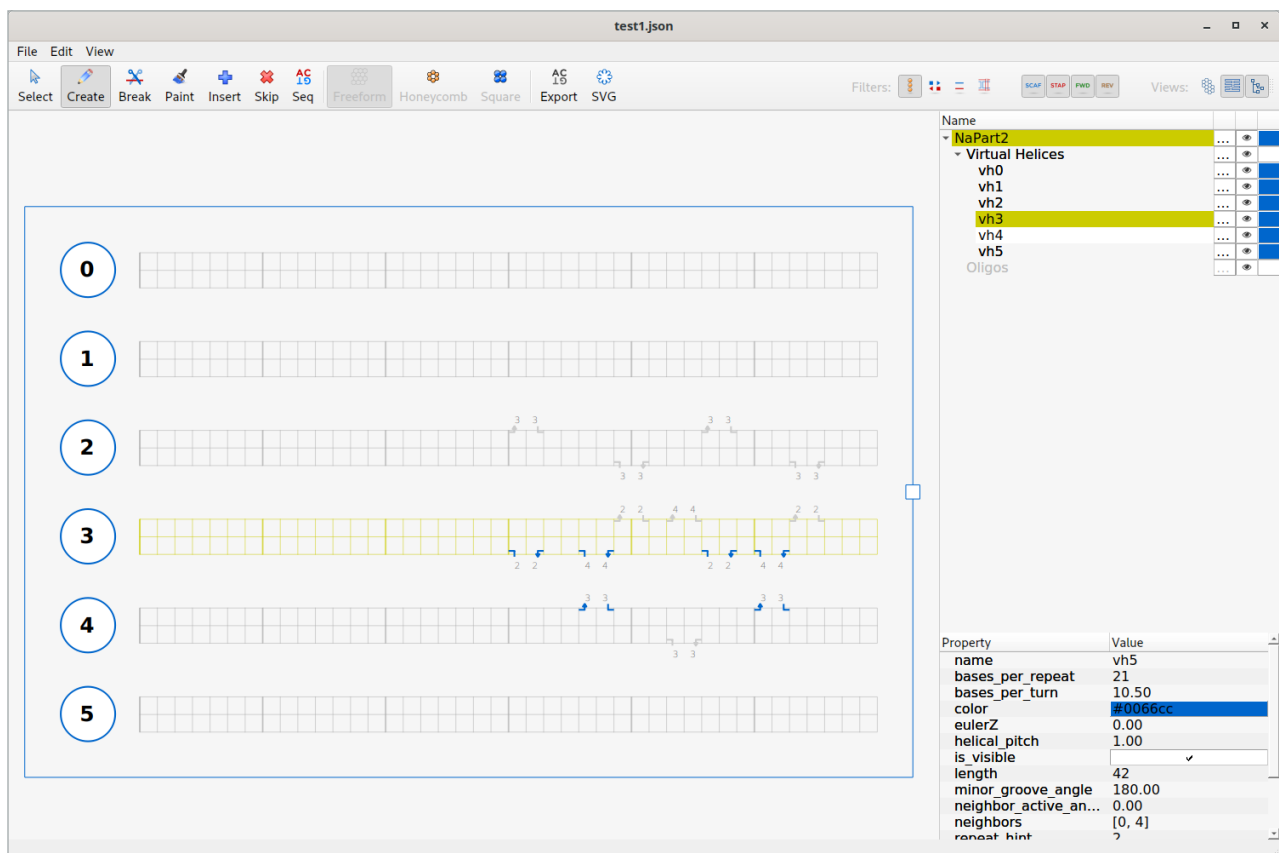 test1.json
File Edit View
Select Create Break Paint Insert Skip Seq Freeform Honeycomb Square Export SVG Filters: SCAF STAP FWD REV Views:
Name
NaPart2 ...
Virtual Helices ...
vh0 ...
vh1 ...
vh2 ...
vh3 ...
vh4 ...
vh5 ...
Oligos ...
0
1
3 3 3 3
2
3 3 3 3
2 2 4 4 2 2
3
2 2 4 4 2 2 4 4
3 3 3 3
4
3 3
5
Property Value
name vh5
bases_per_repeat 21
bases_per_turn 10.50
color #0066cc
eulerZ 0.00
helical_pitch 1.00
is_visible ✓
length 42
minor_groove_angle 180.00
neighbor_active_an... 0.00
neighbors [0, 4]
repeat_hint 2